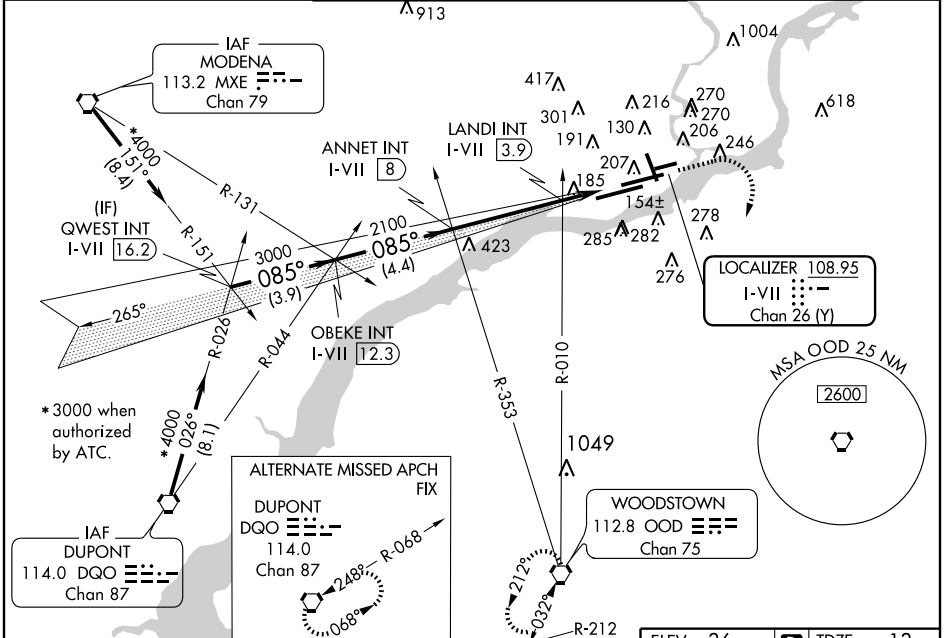 913
1004
IAF
MODENA
113.2 MXE
Chan 79
417
301
191
216
130
270
270
206
618
246
207
185
154±
285
282
278
276
423
LANDI INT
I-VII 3.9
ANNET INT
I-VII 8
*4000
151°
(8.4)
R-131
R-151
(IF)
QWEST INT
I-VII 16.2
3000
085°
(3.9)
2100
085°
(4.4)
265°
OBEKE INT
I-VII 12.3
R-026
R-044
R-353
R-010
LOCALIZER 108.95
I-VII
Chan 26 (Y)
MSA OOD 25 NM
2600
*3000 when
authorized
by ATC.
*4000
026°
(8.1)
IAF
DUPONT
114.0 DQO
Chan 87
ALTERNATE MISSED APCH
FIX
DUPONT
DQO
114.0
Chan 87
R-068
248°
068°
1049
WOODSTOWN
112.8 OOD
Chan 75
212°
032°
R-212
ELEV 36
D
TDZE 12